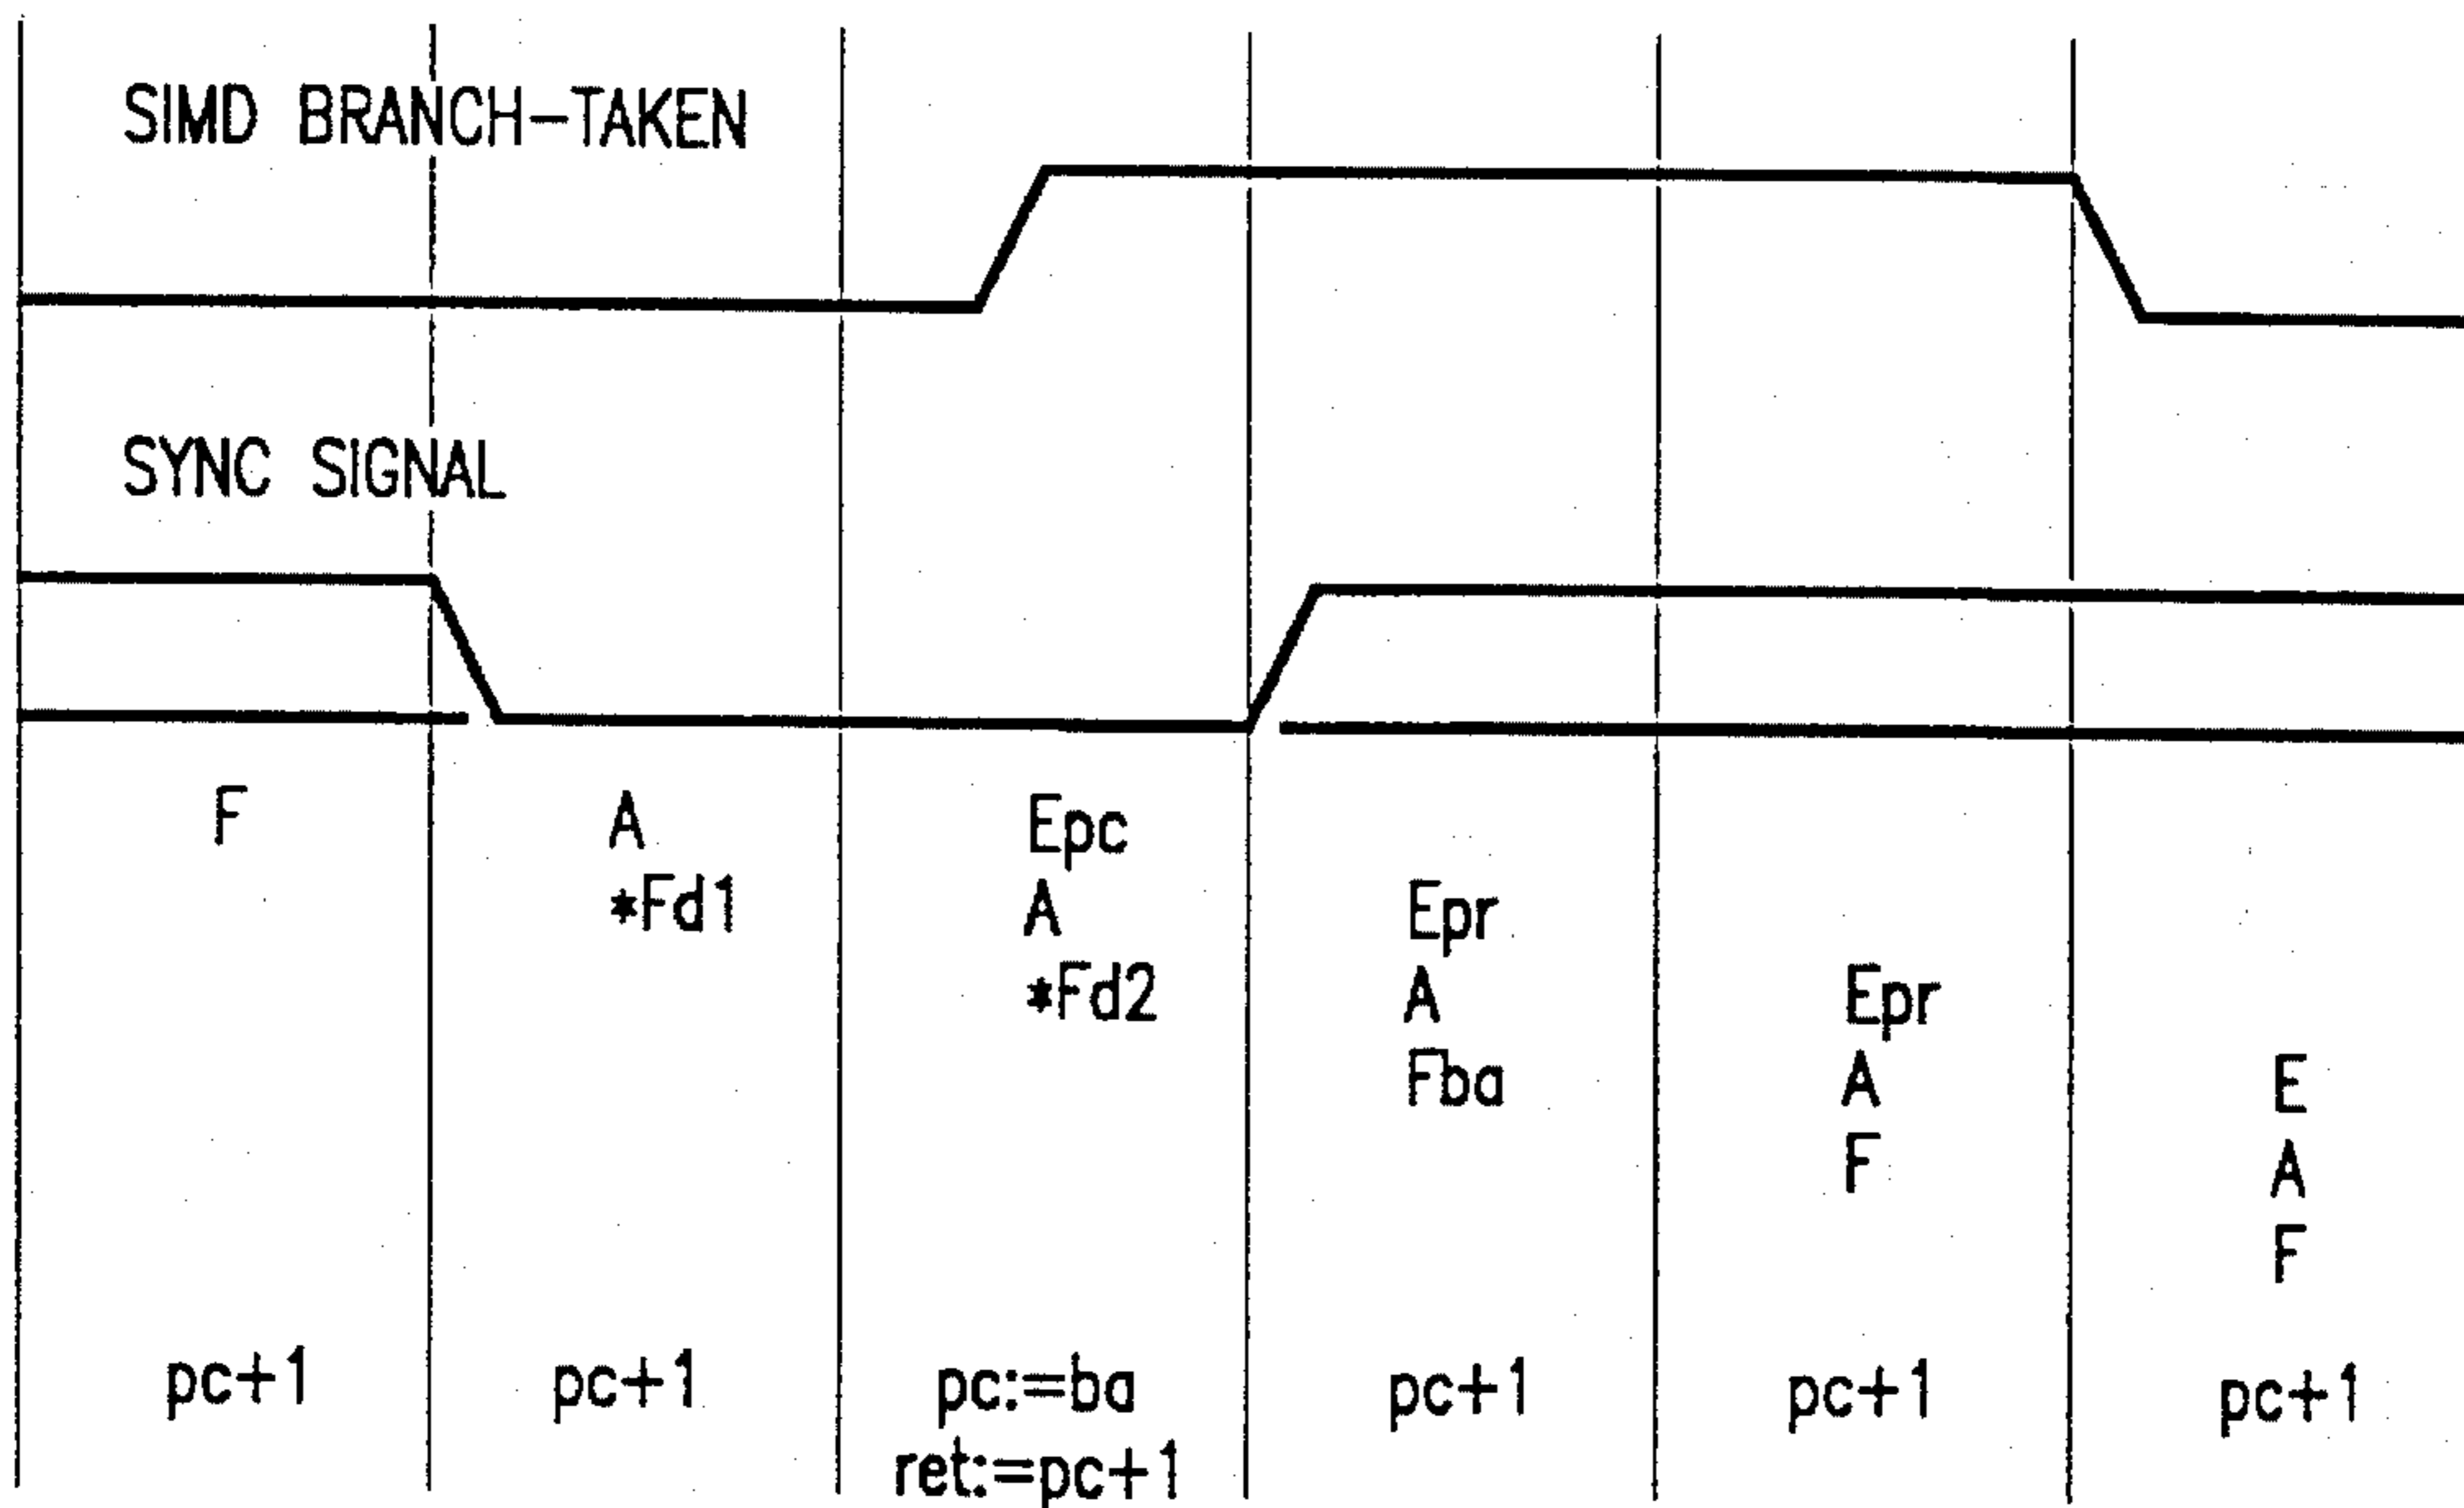 SIMD BRANCH-TAKEN
SYNC SIGNAL
F A Epc
*Fd1 A Epr
*Fd2 A Epr
Fba A E
F A
F
pc+1 pc+1 pc:=ba pc+1 pc+1 pc+1
ret:=pc+1